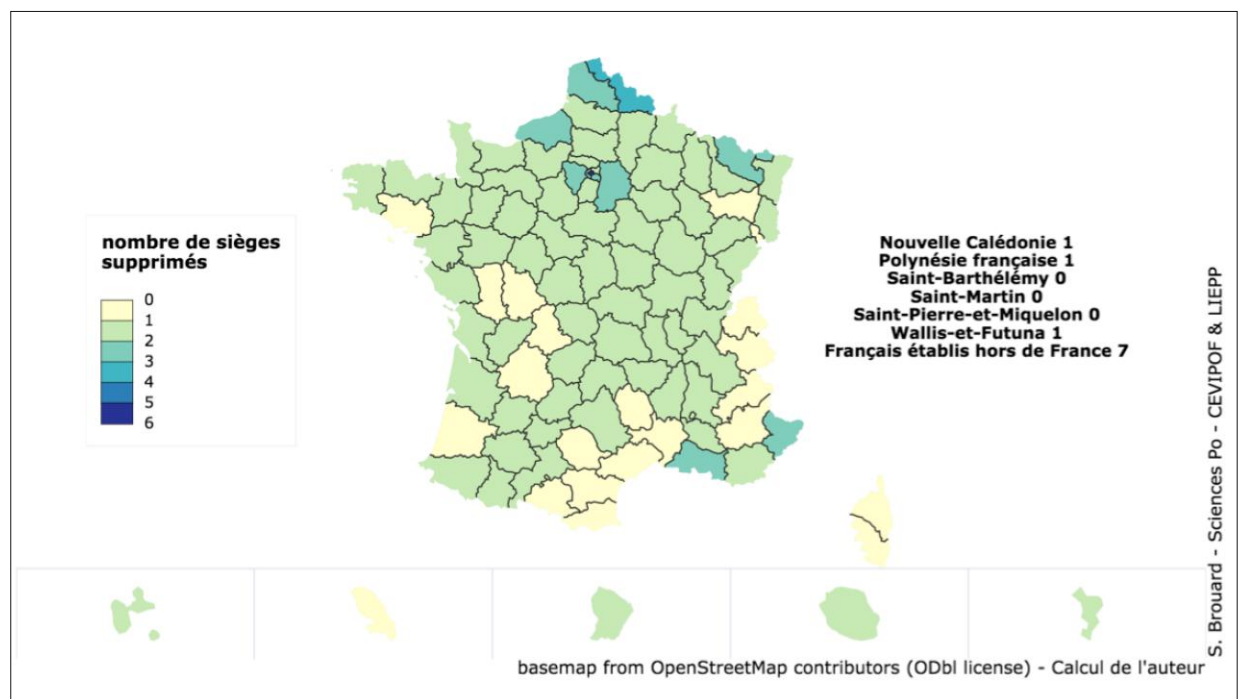 nombre de sièges
supprimés
0
1
2
3
4
5
6
Nouvelle Calédonie 1
Polynésie française 1
Saint-Barthélémy 0
Saint-Martin 0
Saint-Pierre-et-Miquelon 0
Wallis-et-Futuna 1
Français établis hors de France 7
S. Brouard - Sciences Po - CEVIPOF & LIEPP
basemap from OpenStreetMap contributors (ODbl license) - Calcul de l'auteur